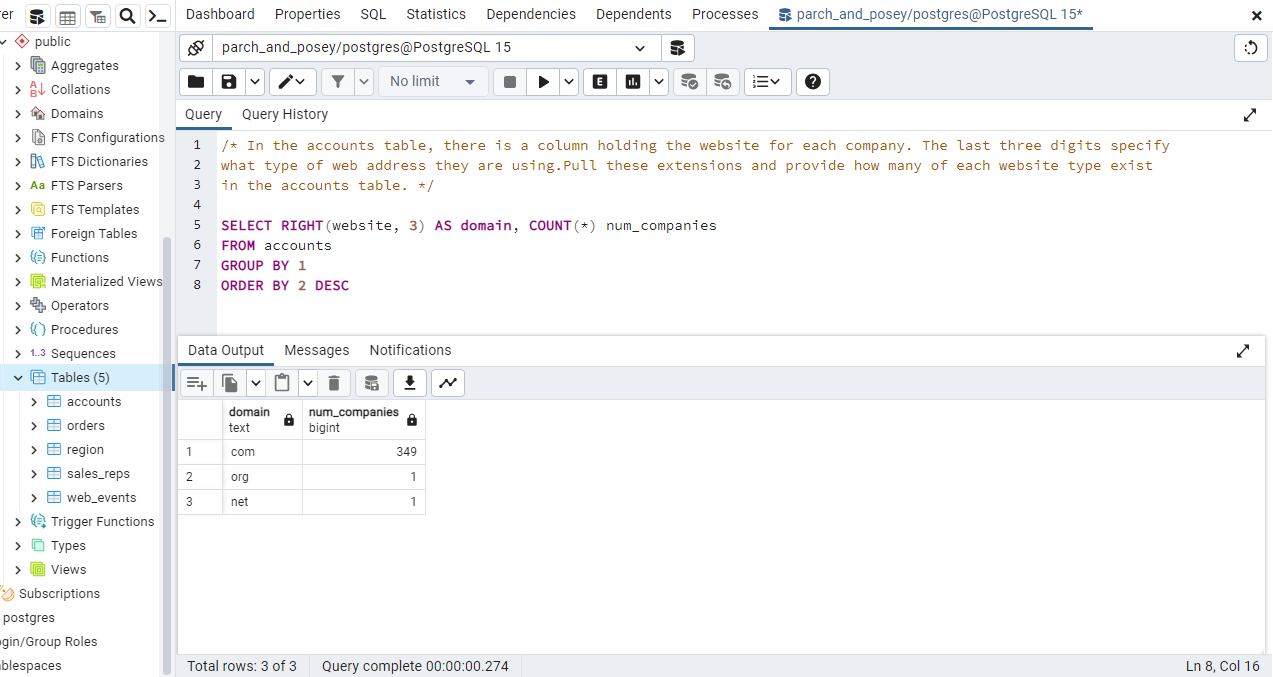 rer
Dashboard Properties SQL Statistics Dependencies Dependents Processes parch_and_posey/postgres@PostgreSQL 15*
public
Aggregates
Collations
Domains
FTS Configurations
FTS Dictionaries
Aa FTS Parsers
FTS Templates
Foreign Tables
Functions
Materialized Views
Operators
Procedures
1..3 Sequences
Tables (5)
accounts
orders
region
sales_reps
web_events
Trigger Functions
Types
Views
Subscriptions
postgres
ogin/Group Roles
ablespaces
parch_and_posey/postgres@PostgreSQL 15
No limit
E
Query Query History
1 /* In the accounts table, there is a column holding the website for each company. The last three digits specify
2 what type of web address they are using.Pull these extensions and provide how many of each website type exist
3 in the accounts table. */
4
5 SELECT RIGHT(website, 3) AS domain, COUNT(*) num_companies
6 FROM accounts
7 GROUP BY 1
8 ORDER BY 2 DESC
Data Output Messages Notifications
domain num_companies
text bigint
1 com 349
2 org 1
3 net 1
Total rows: 3 of 3 Query complete 00:00:00.274 Ln 8, Col 16